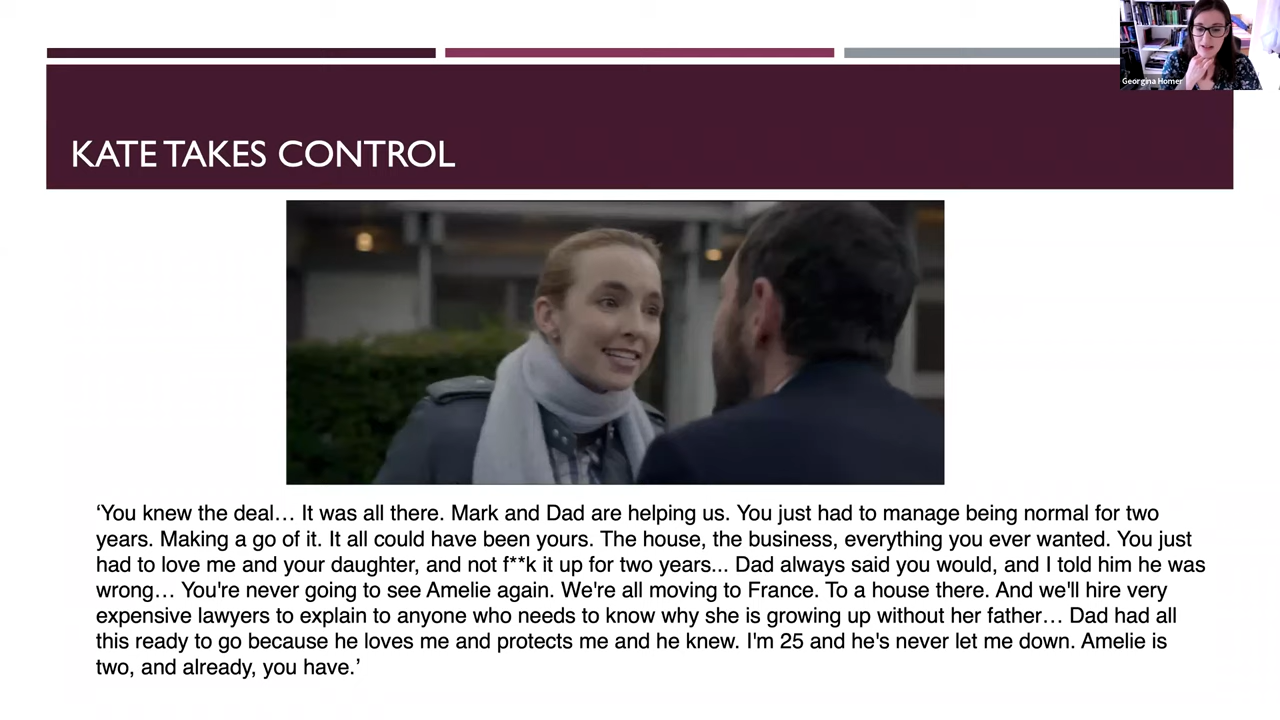 Georgina Homer
KATE TAKES CONTROL
‘You knew the deal… It was all there. Mark and Dad are helping us. You just had to manage being normal for two
years. Making a go of it. It all could have been yours. The house, the business, everything you ever wanted. You just
had to love me and your daughter, and not f**k it up for two years... Dad always said you would, and I told him he was
wrong… You're never going to see Amelie again. We're all moving to France. To a house there. And we'll hire very
expensive lawyers to explain to anyone who needs to know why she is growing up without her father… Dad had all
this ready to go because he loves me and protects me and he knew. I'm 25 and he's never let me down. Amelie is
two, and already, you have.’